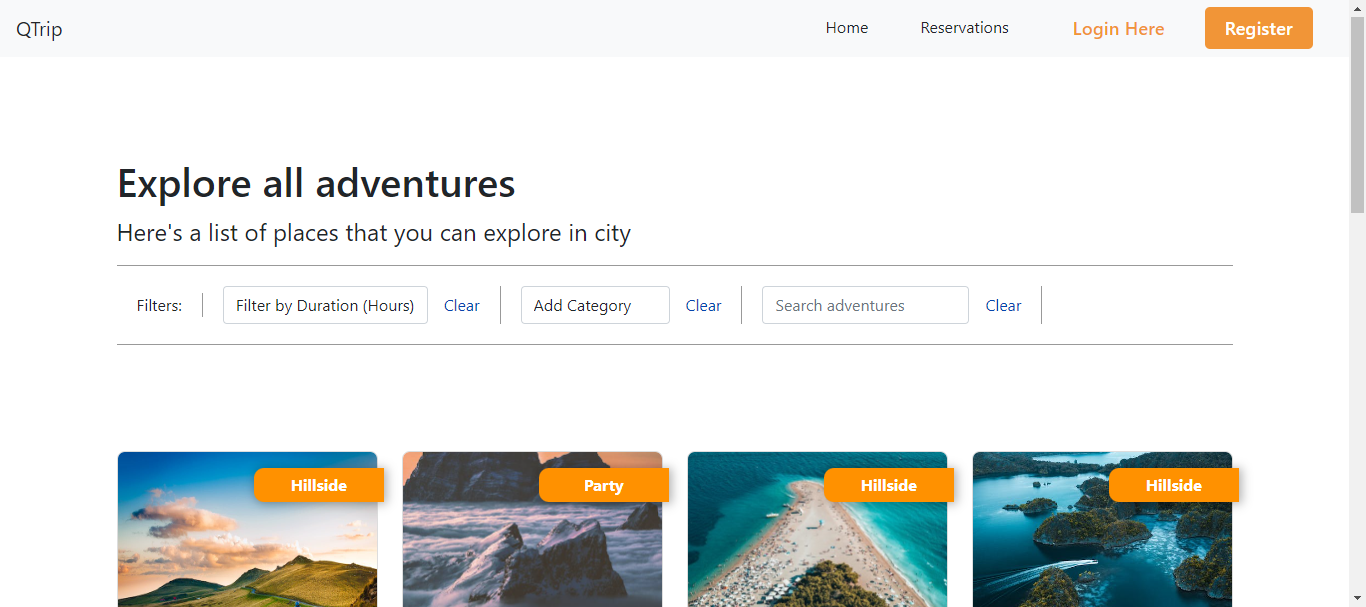 QTrip Home Reservations Login Here Register
Explore all adventures
Here's a list of places that you can explore in city
Filters: Filter by Duration (Hours) Clear Add Category Clear Search adventures Clear
Hillside Party Hillside Hillside